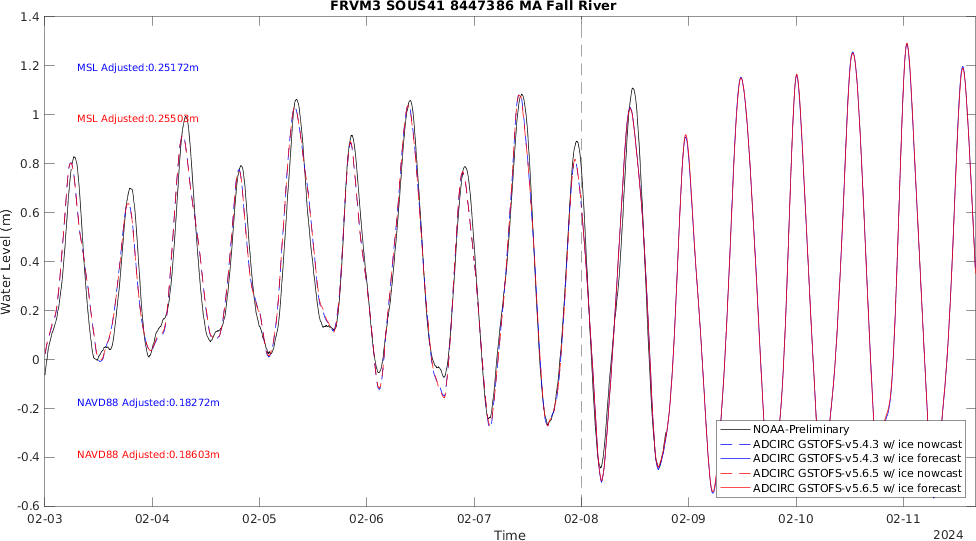 FRVM3 SOUS41 8447386 MA Fall River
1.4
1.2
1
0.8
0.6
0.4
0.2
0
-0.2
-0.4
-0.6
Water Level (m)
MSL Adjusted:0.25172m
MSL Adjusted:0.25503m
NAVD88 Adjusted:0.18272m
NAVD88 Adjusted:0.18603m
NOAA-Preliminary
ADCIRC GSTOFS-v5.4.3 w/ ice nowcast
ADCIRC GSTOFS-v5.4.3 w/ ice forecast
ADCIRC GSTOFS-v5.6.5 w/ ice nowcast
ADCIRC GSTOFS-v5.6.5 w/ ice forecast
02-03 02-04 02-05 02-06 02-07 02-08 02-09 02-10 02-11
Time
2024